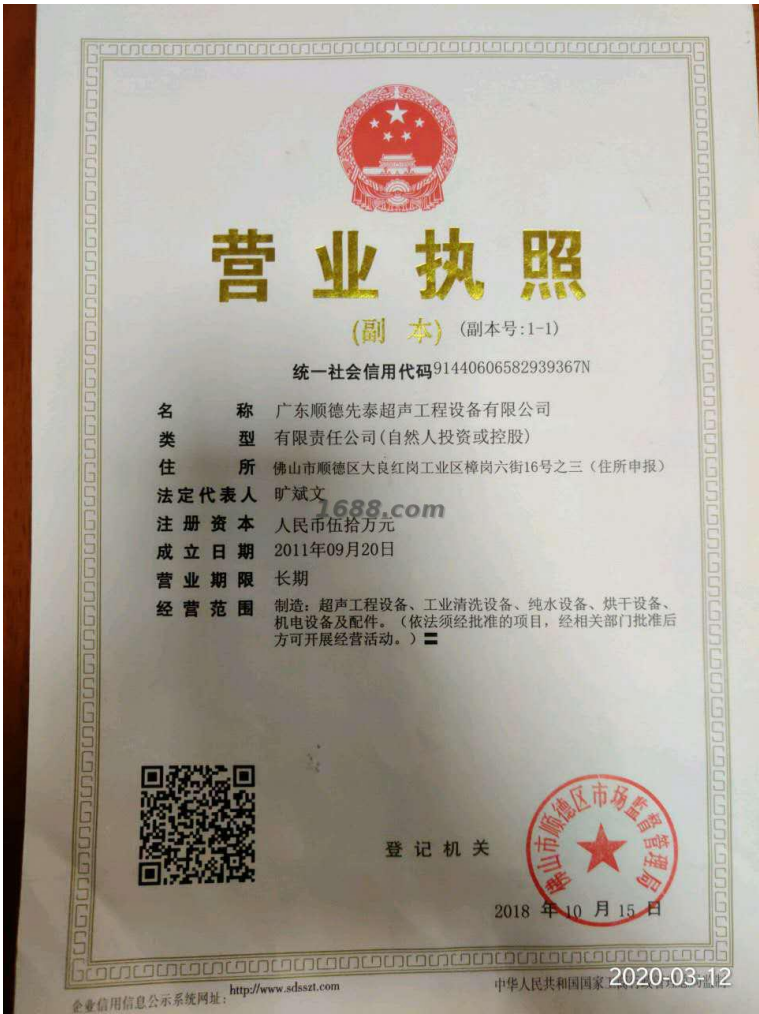 营业执照
(副 本) (副本号:1-1)
统一社会信用代码91440606582939367N
名 称 广东顺德先泰超声工程设备有限公司
类 型 有限责任公司(自然人投资或控股)
住 所 佛山市顺德区大良红岗工业区樟岗六街16号之三（住所申报）
法定代表人 旷斌文
1688.com
注 册 资 本 人民币伍拾万元
成 立 日 期 2011年09月20日
营 业 期 限 长期
经 营 范 围 制造：超声工程设备、工业清洗设备、纯水设备、烘干设备、
机电设备及配件。（依法须经批准的项目，经相关部门批准后
方可开展经营活动。）〓
佛山市顺德区市场监督管理局
登 记 机 关
2018 年 10 月 15 日
2020-03-12
企业信用信息公示系统网址: http://www.sdsszt.com
中华人民共和国国家